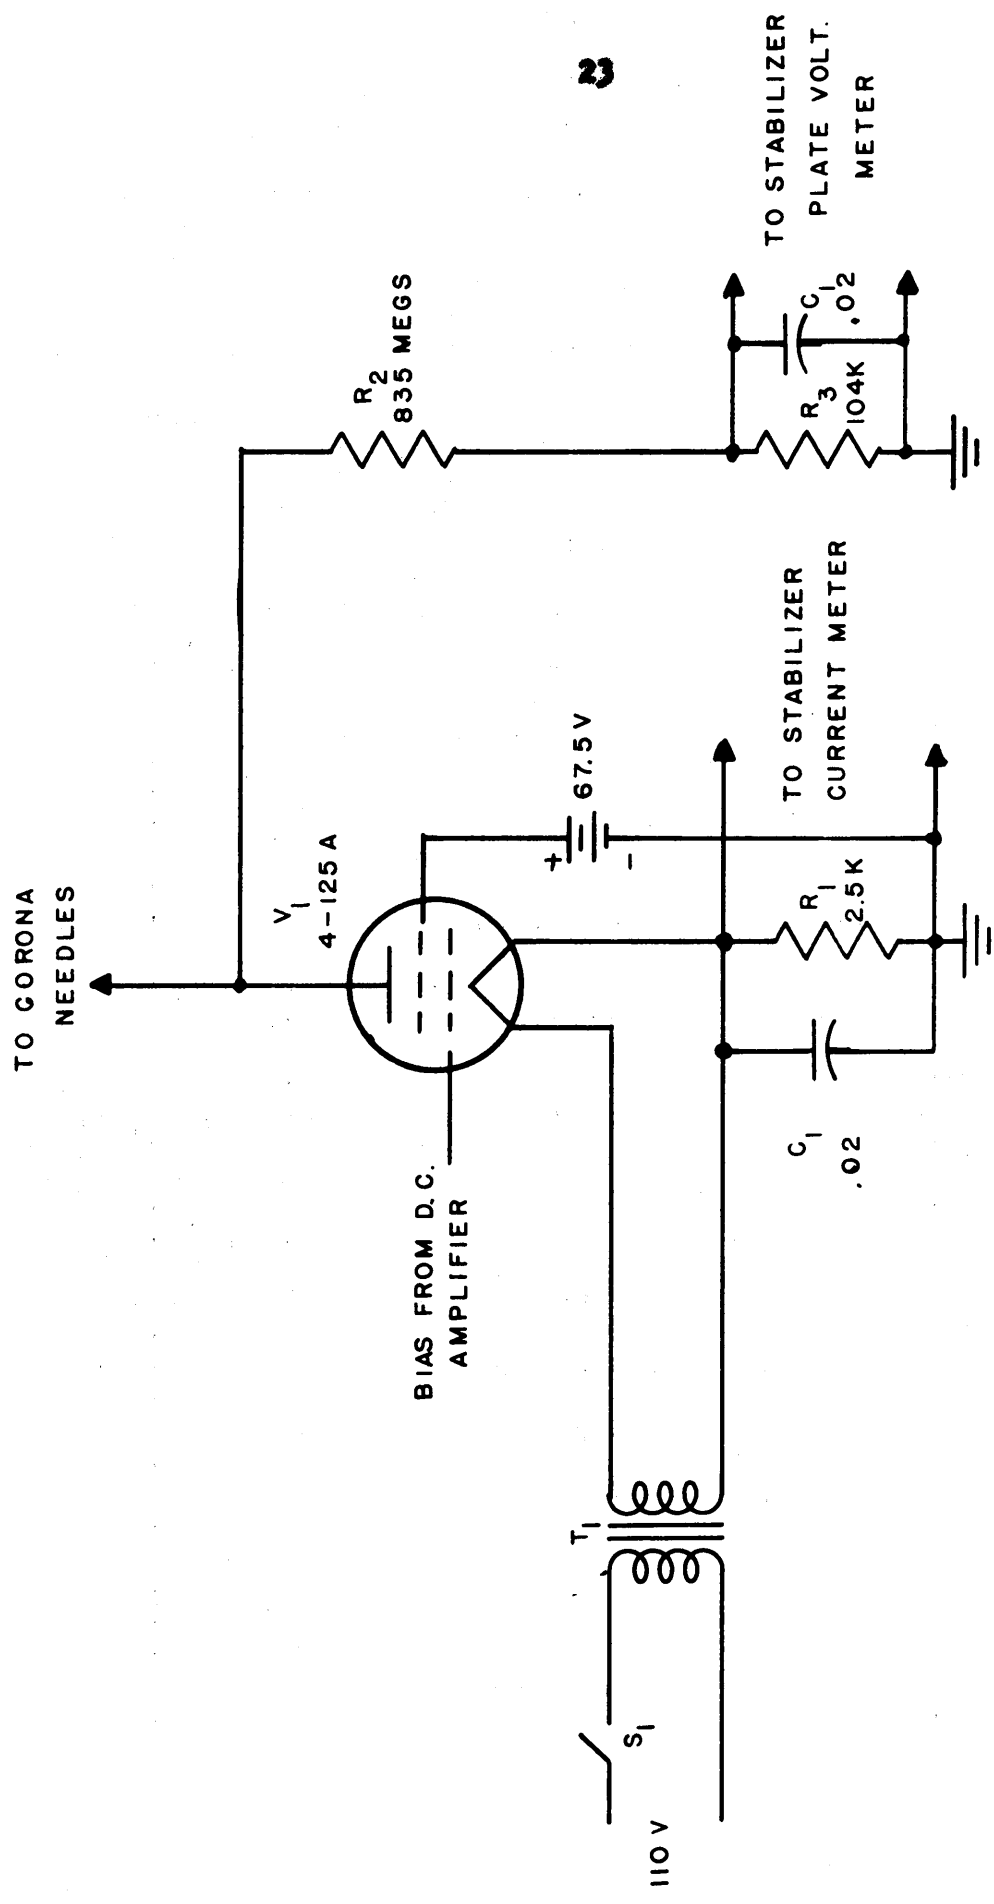 23
TO CORONA
NEEDLES
V1
4-125 A
R2
835 MEGS
BIAS FROM D.C.
AMPLIFIER
67.5 V
+
-
TO STABILIZER
PLATE VOLT.
METER
C1
.02
R3
104K
TO STABILIZER
CURRENT METER
R1
2.5 K
C1
.02
T1
S1
110 V